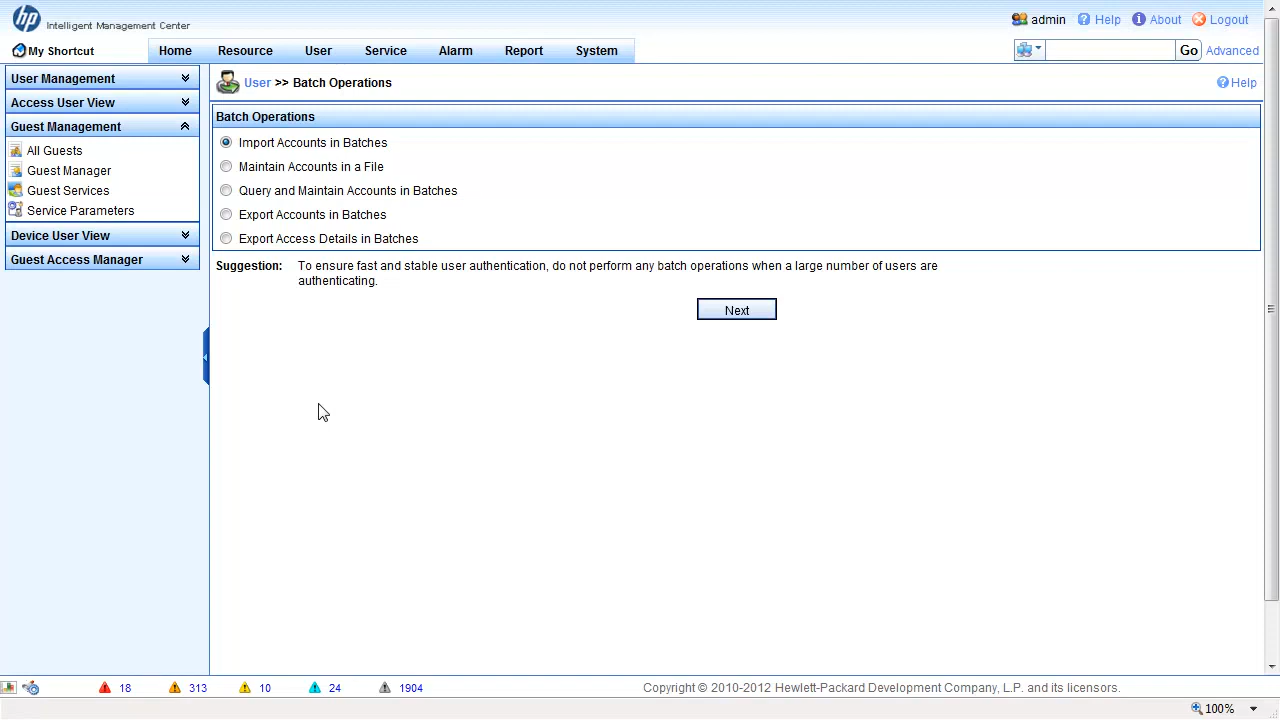 hp Intelligent Management Center
admin Help About Logout
My Shortcut Home Resource User Service Alarm Report System Go Advanced
User Management
Access User View
Guest Management
All Guests
Guest Manager
Guest Services
Service Parameters
Device User View
Guest Access Manager
User >> Batch Operations Help
Batch Operations
Import Accounts in Batches
Maintain Accounts in a File
Query and Maintain Accounts in Batches
Export Accounts in Batches
Export Access Details in Batches
Suggestion: To ensure fast and stable user authentication, do not perform any batch operations when a large number of users are
authenticating.
Next
18 313 10 24 1904 Copyright © 2010-2012 Hewlett-Packard Development Company, L.P. and its licensors.
100%